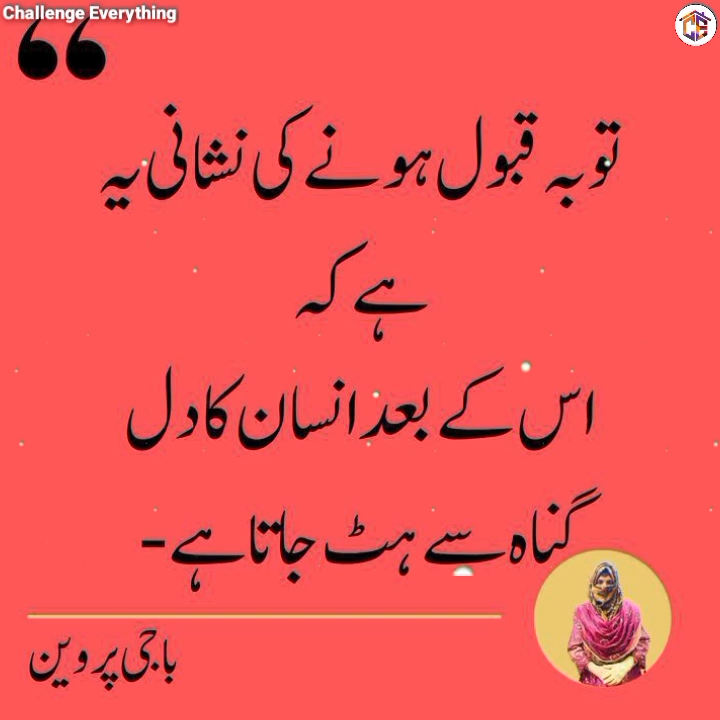 Challenge Everything
توبہ قبول ہونے کی نشانی یہ
ہے کہ
اس کے بعد انسان کا دل
گناہ سے ہٹ جاتا ہے-
باجی پروین